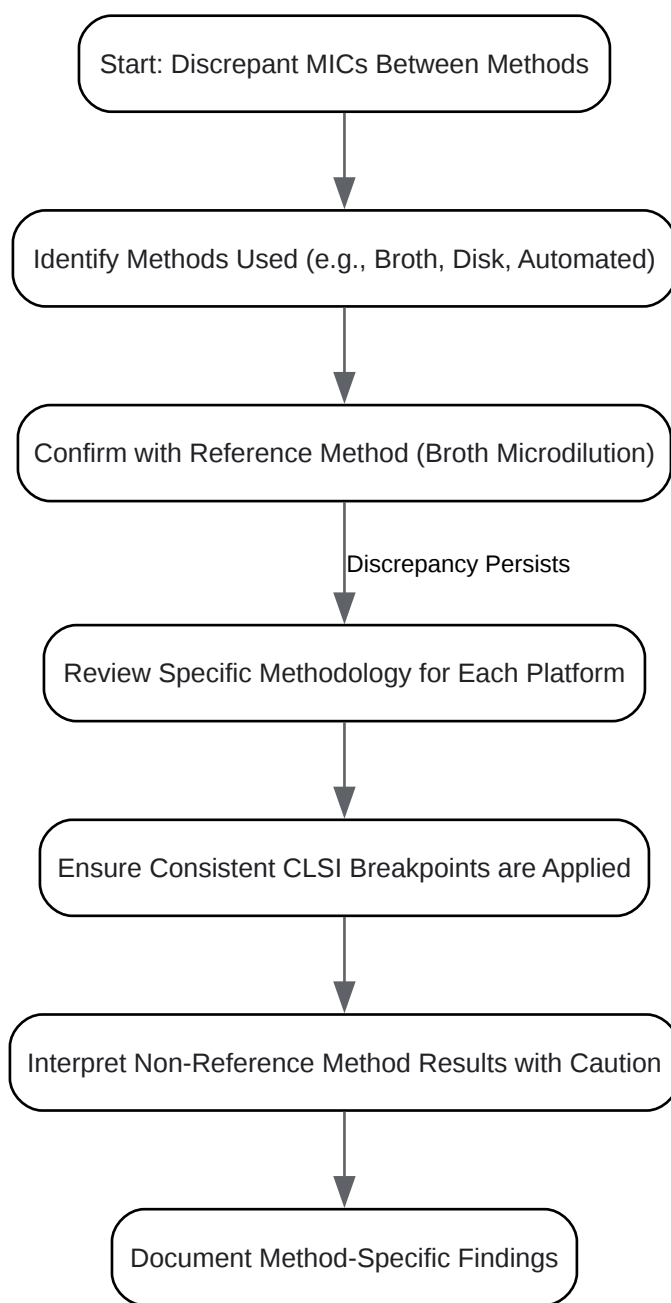 Start: Discrepant MICs Between Methods
Identify Methods Used (e.g., Broth, Disk, Automated)
Confirm with Reference Method (Broth Microdilution)
Discrepancy Persists
Review Specific Methodology for Each Platform
Ensure Consistent CLSI Breakpoints are Applied
Interpret Non-Reference Method Results with Caution
Document Method-Specific Findings